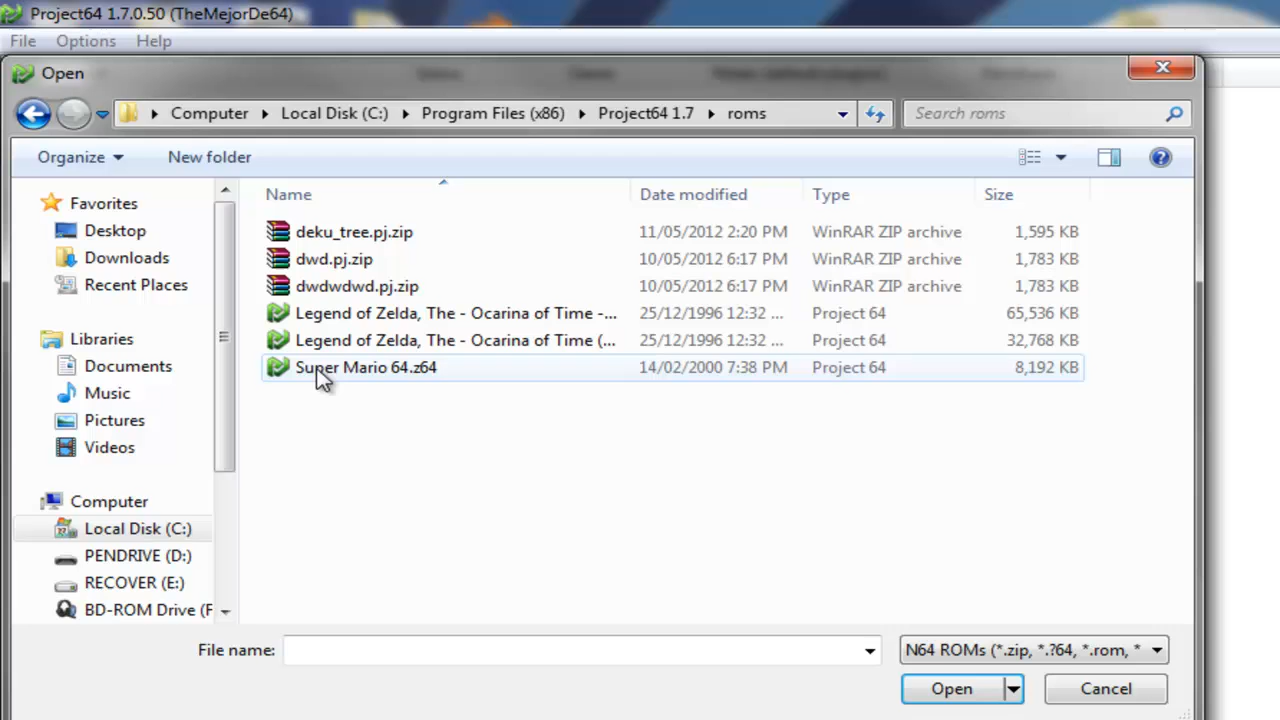 Project64 1.7.0.50 (TheMejorDe64)
File Options Help
Open
Computer Local Disk (C:) Program Files (x86) Project64 1.7 roms Search roms
Organize New folder
Name Date modified Type Size
Favorites
Desktop
Downloads
Recent Places
Libraries
Documents
Music
Pictures
Videos
Computer
Local Disk (C:)
PENDRIVE (D:)
RECOVER (E:)
BD-ROM Drive (F
deku_tree.pj.zip 11/05/2012 2:20 PM WinRAR ZIP archive 1,595 KB
dwd.pj.zip 10/05/2012 6:17 PM WinRAR ZIP archive 1,783 KB
dwdwdwd.pj.zip 10/05/2012 6:17 PM WinRAR ZIP archive 1,783 KB
Legend of Zelda, The - Ocarina of Time -... 25/12/1996 12:32 ... Project 64 65,536 KB
Legend of Zelda, The - Ocarina of Time (... 25/12/1996 12:32 ... Project 64 32,768 KB
Super Mario 64.z64 14/02/2000 7:38 PM Project 64 8,192 KB
File name: N64 ROMs (*.zip, *.?64, *.rom, *
Open Cancel